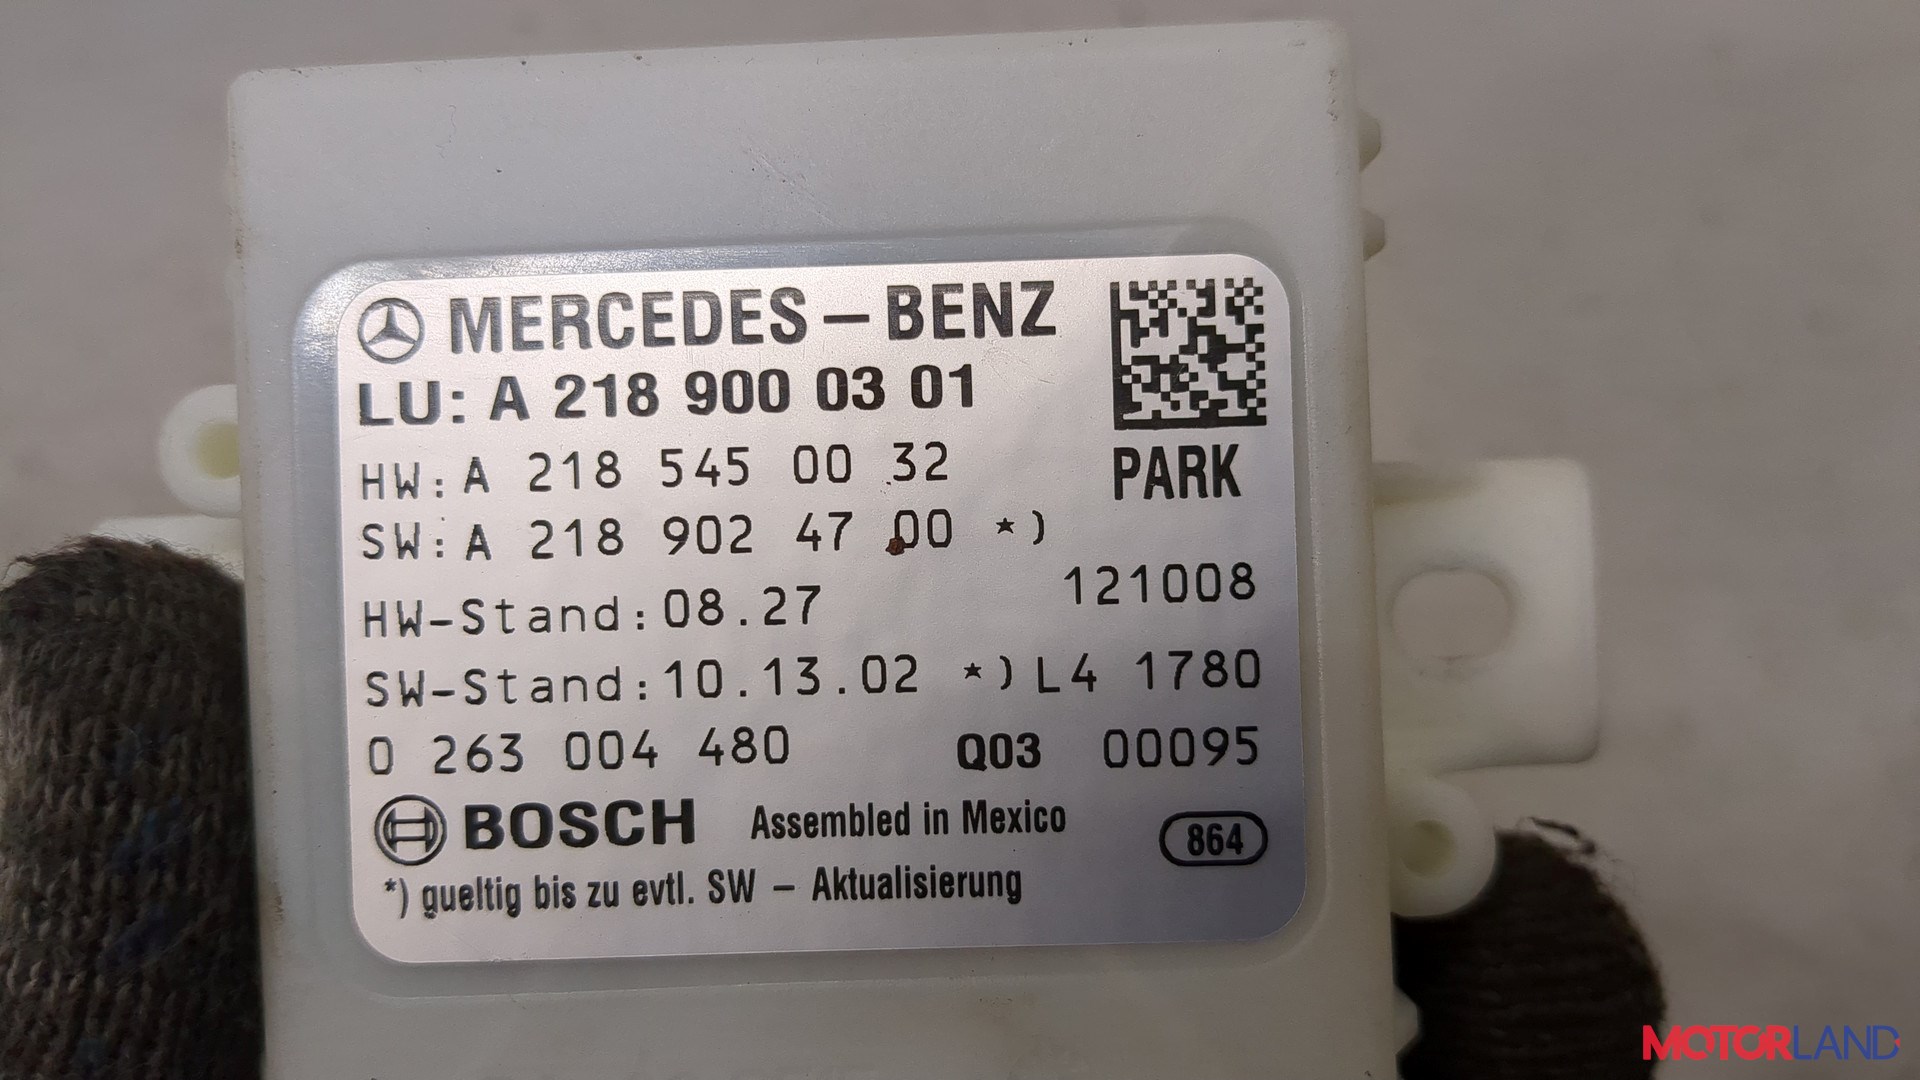 MERCEDES-BENZ
LU: A 218 900 03 01
HW: A 218 545 00 32
PARK
SW: A 218 902 47 00 *)
HW-Stand: 08.27 121008
SW-Stand: 10.13.02 *) L4 1780
0 263 004 480 Q03 00095
BOSCH Assembled in Mexico 864
*) gueltig bis zu evtl. SW - Aktualisierung
MOTORLAND